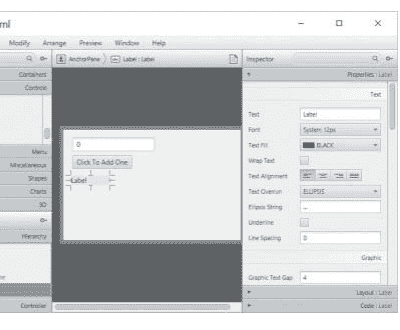 ml
Modify Arrange Preview Window Help
AnchorPane Label : Label
Inspector
Containers
Controls
Properties : Label
Text
Text Label
Font System 12px
Text Fill BLACK
Wrap Text
Text Alignment
Text Overrun ELLIPSIS
Ellipsis String ...
Underline
Line Spacing 0
Graphic
Graphic Text Gap 4
Layout : Label
Code : Label
0
Click To Add One
Label
Menu
Miscellaneous
Shapes
Charts
3D
Hierarchy
Controller